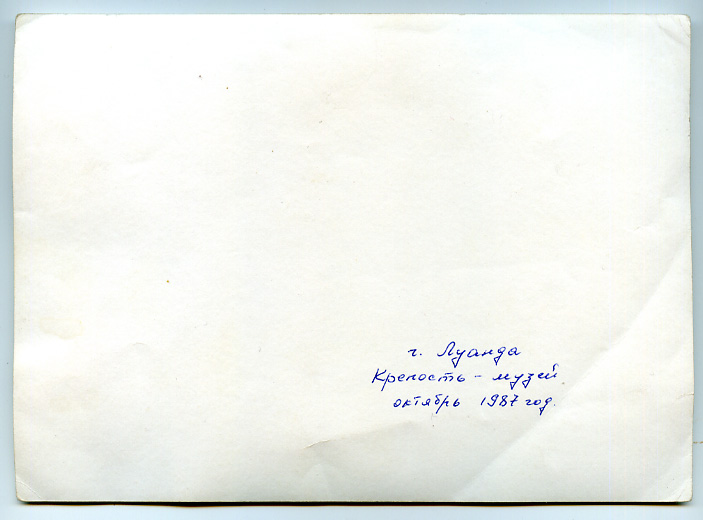 г. Луанда
Крепость - музей
октябрь 1987 год.